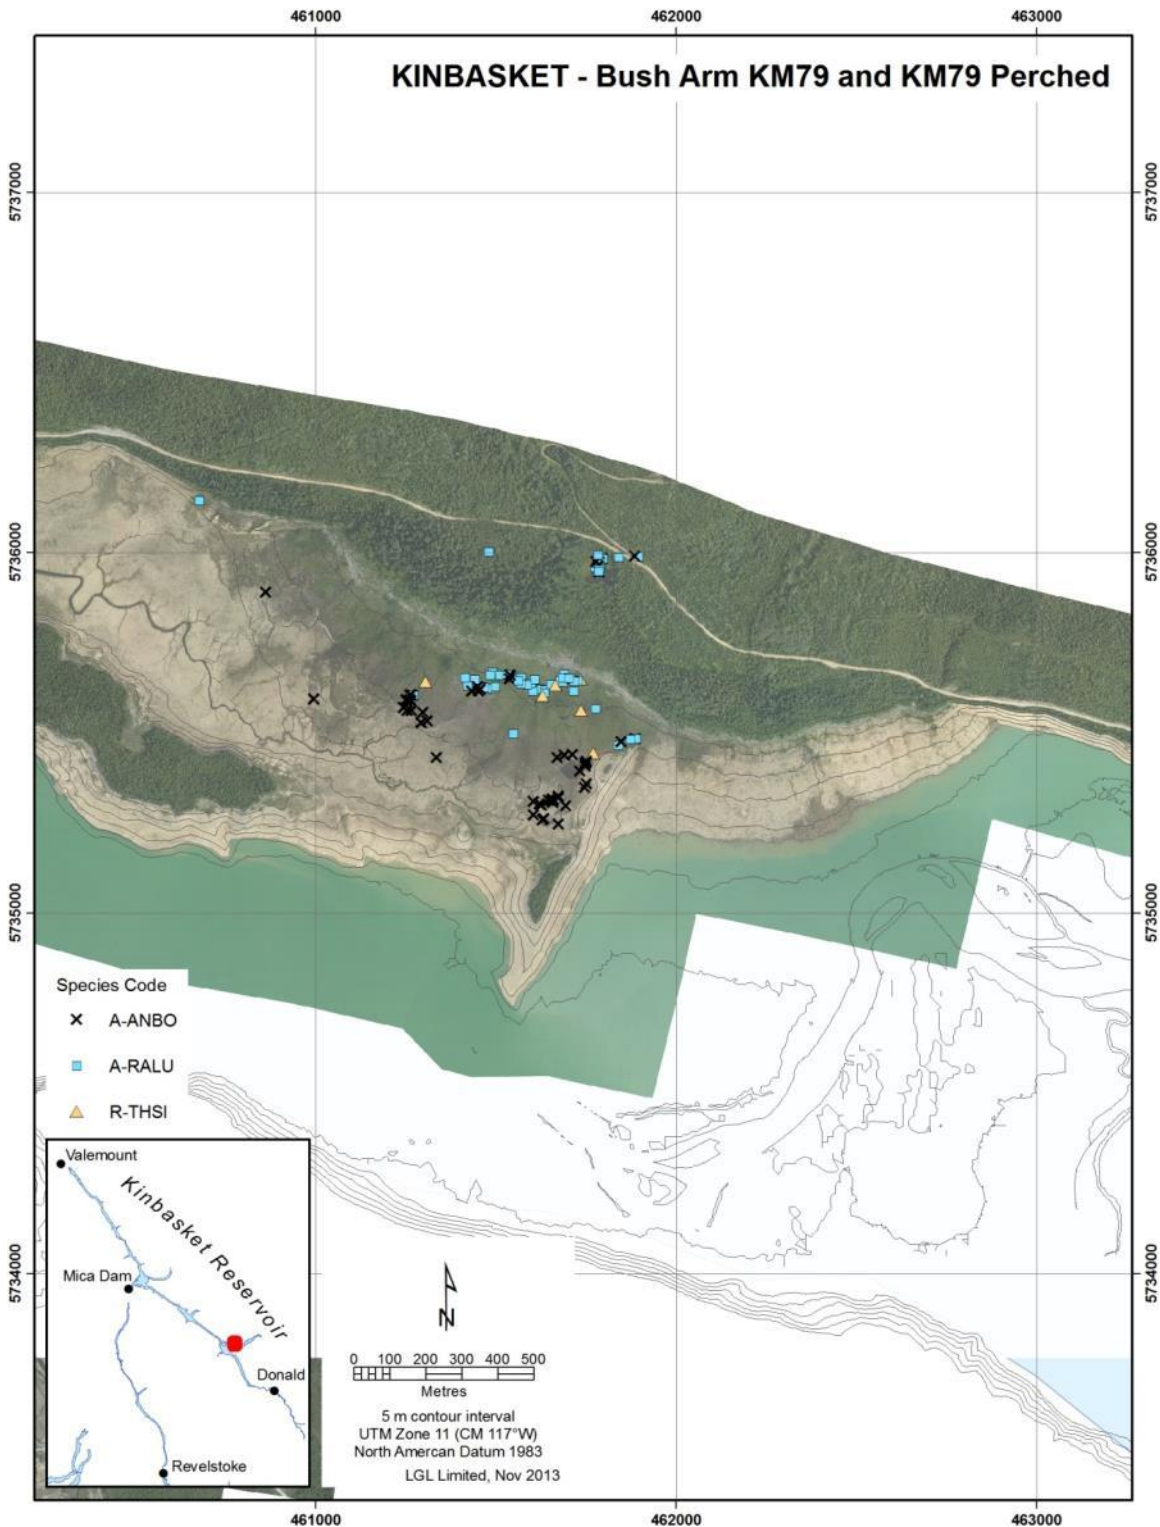 461000 462000 463000
KINBASKET - Bush Arm KM79 and KM79 Perched
5737000 5737000
5736000 5736000
5735000 5735000
Species Code
A-ANBO
A-RALU
R-THSI
Valemount
Kinbasket Reservoir
Mica Dam
Donald
Revelstoke
5734000 5734000
N
0 100 200 300 400 500
Metres
5 m contour interval
UTM Zone 11 (CM 117°W)
North Amercan Datum 1983
LGL Limited, Nov 2013
461000 462000 463000